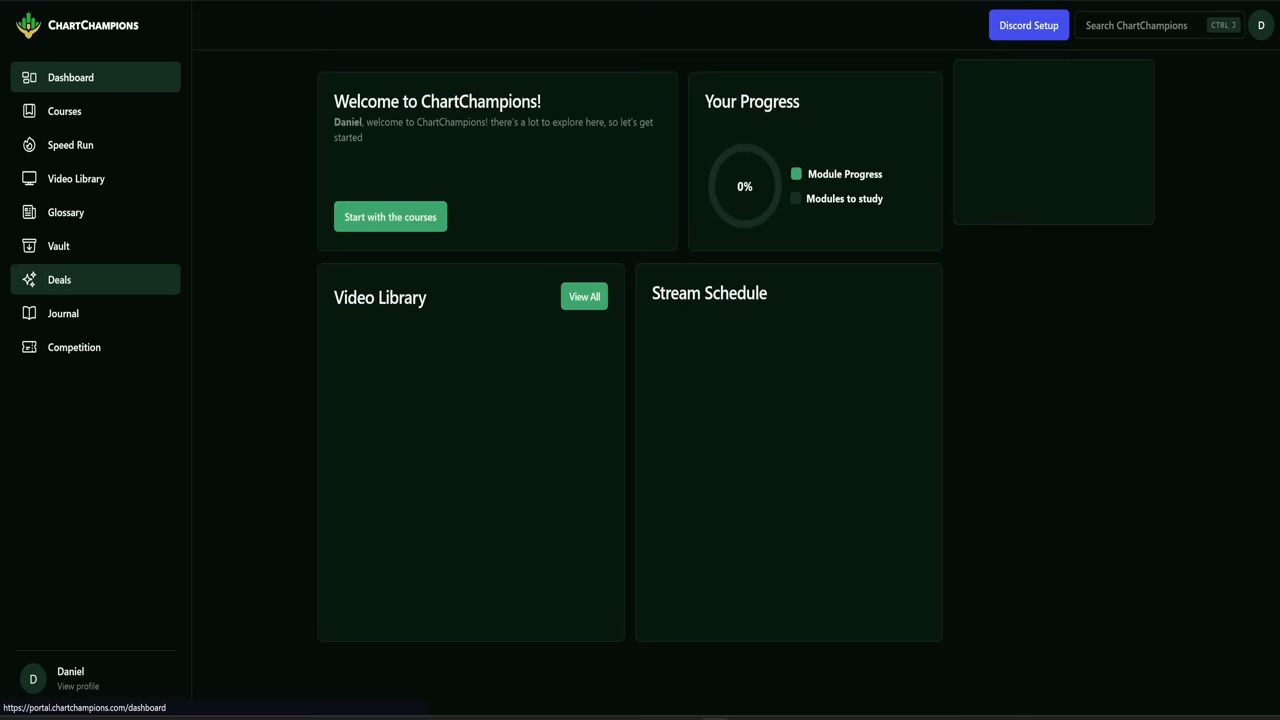 CHARTCHAMPIONS
Discord Setup
Search ChartChampions
CTRL J
D
Dashboard
Courses
Speed Run
Video Library
Glossary
Vault
Deals
Journal
Competition
Welcome to ChartChampions!
Daniel, welcome to ChartChampions! there's a lot to explore here, so let's get
started
Start with the courses
Your Progress
0%
Module Progress
Modules to study
Video Library
View All
Stream Schedule
D
Daniel
View profile
https://portal.chartchampions.com/dashboard